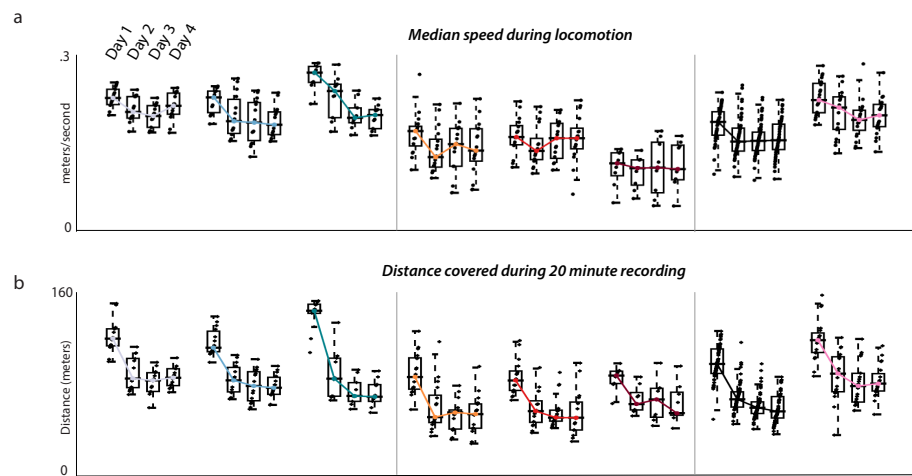 a
Day 1
Day 2
Day 3
Day 4
Median speed during locomotion
.3
meters/second
0
b
Distance covered during 20 minute recording
160
Distance (meters)
0